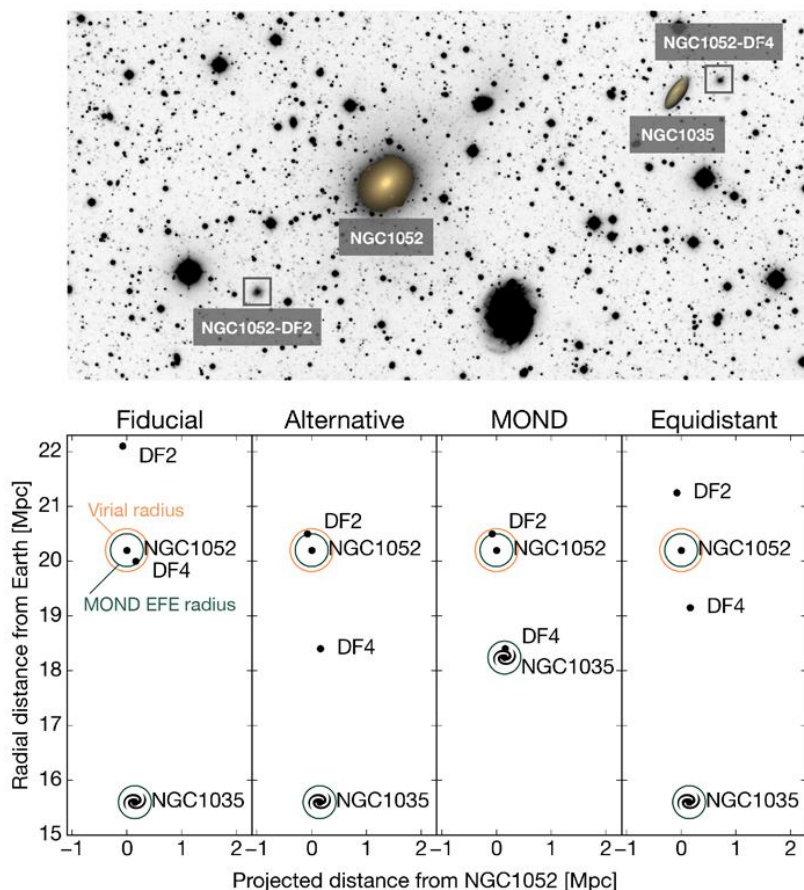 NGC1052-DF4
NGC1035
NGC1052
NGC1052-DF2
Fiducial Alternative MOND Equidistant
Radial distance from Earth [Mpc]
22
21
20
19
18
17
16
15
DF2
Virial radius
NGC1052
DF4
MOND EFE radius
NGC1035
DF2
NGC1052
DF4
NGC1035
DF2
NGC1052
DF4
NGC1035
DF2
NGC1052
DF4
NGC1035
−1 0 1 2 −1 0 1 2 −1 0 1 2 −1 0 1 2
Projected distance from NGC1052 [Mpc]